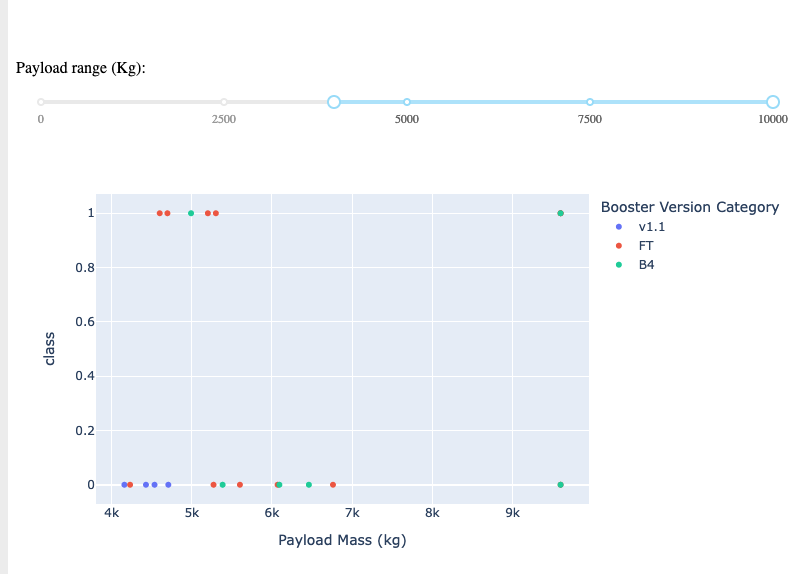 Payload range (Kg):
0 2500 5000 7500 10000
Booster Version Category
v1.1
FT
B4
1
0.8
0.6
0.4
0.2
0
class
4k 5k 6k 7k 8k 9k
Payload Mass (kg)